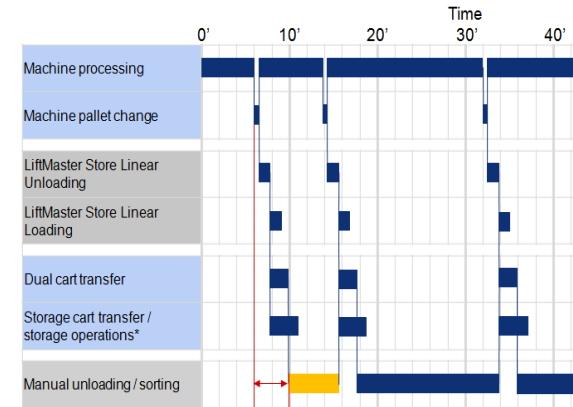 Time
0’ 10’ 20’ 30’ 40’
Machine processing
Machine pallet change
LiftMaster Store Linear
Unloading
LiftMaster Store Linear
Loading
Dual cart transfer
Storage cart transfer /
storage operations*
Manual unloading / sorting